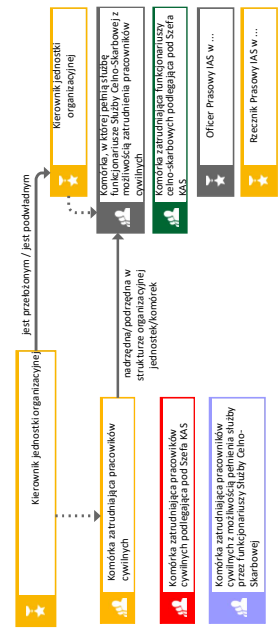 Kierownik jednostki organizacyjnej
jest przełożonym / jest podwładnym
Kierownik jednostki
organizacyjnej
Komórka zatrudniająca pracowików
cywilnych
nadrzędna/podrzędna w
strukturze organizacyjnej
jednostek/komórek
Komórka, w której pełnią służbę
funkcjonariusze Służby Celno-Skarbowej z
możliwością zatrudnienia pracowników
cywilnych
Komórka zatrudniająca pracowików
cywilnych podlegająca pod Szefa KAS
Komórka zatrudniająca funkcjonariuszy
celno-skarbowych podlegająca pod Szefa
KAS
Komórka zatrudniająca pracowników
cywilnych z możliwością pełnienia służby
przez funkcjonariuszy Służby Celno-
Skarbowej
Oficer Prasowy IAS w ...
Rzecznik Prasowy IAS w ...